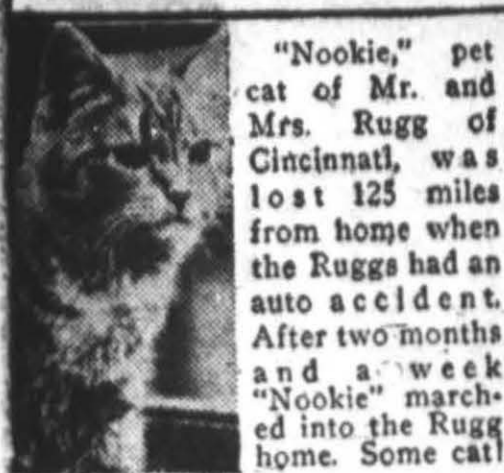 "Nookie," pet
cat of Mr. and
Mrs. Rugg of
Cincinnati, was
lost 125 miles
from home when
the Ruggs had an
auto accident.
After two months
and a week
"Nookie" march-
ed into the Rugg
home. Some cat